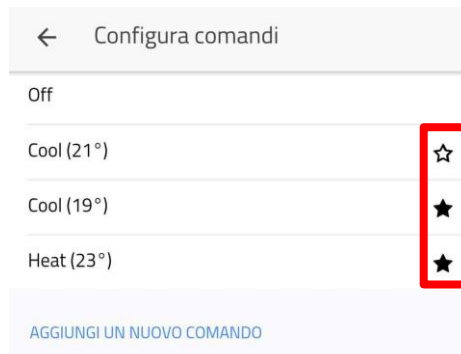 Configura comandi
Off
Cool (21°)
Cool (19°)
Heat (23°)
AGGIUNGI UN NUOVO COMANDO